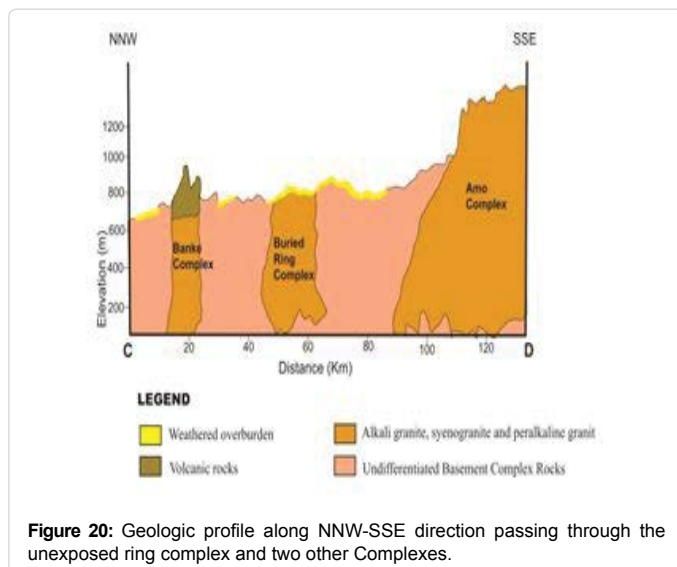 NNW
SSE
1200
1000
800
600
400
200
Elevation (m)
Banke
Complex
Buried
Ring
Complex
Amo
Complex
C
20
40
60
80
100
120
D
Distance (Km)
LEGEND
Weathered overburden
Alkali granite, syenogranite and peralkaline granit
Volcanic rocks
Undifferentiated Basement Complex Rocks
Figure 20: Geologic profile along NNW-SSE direction passing through the
unexposed ring complex and two other Complexes.